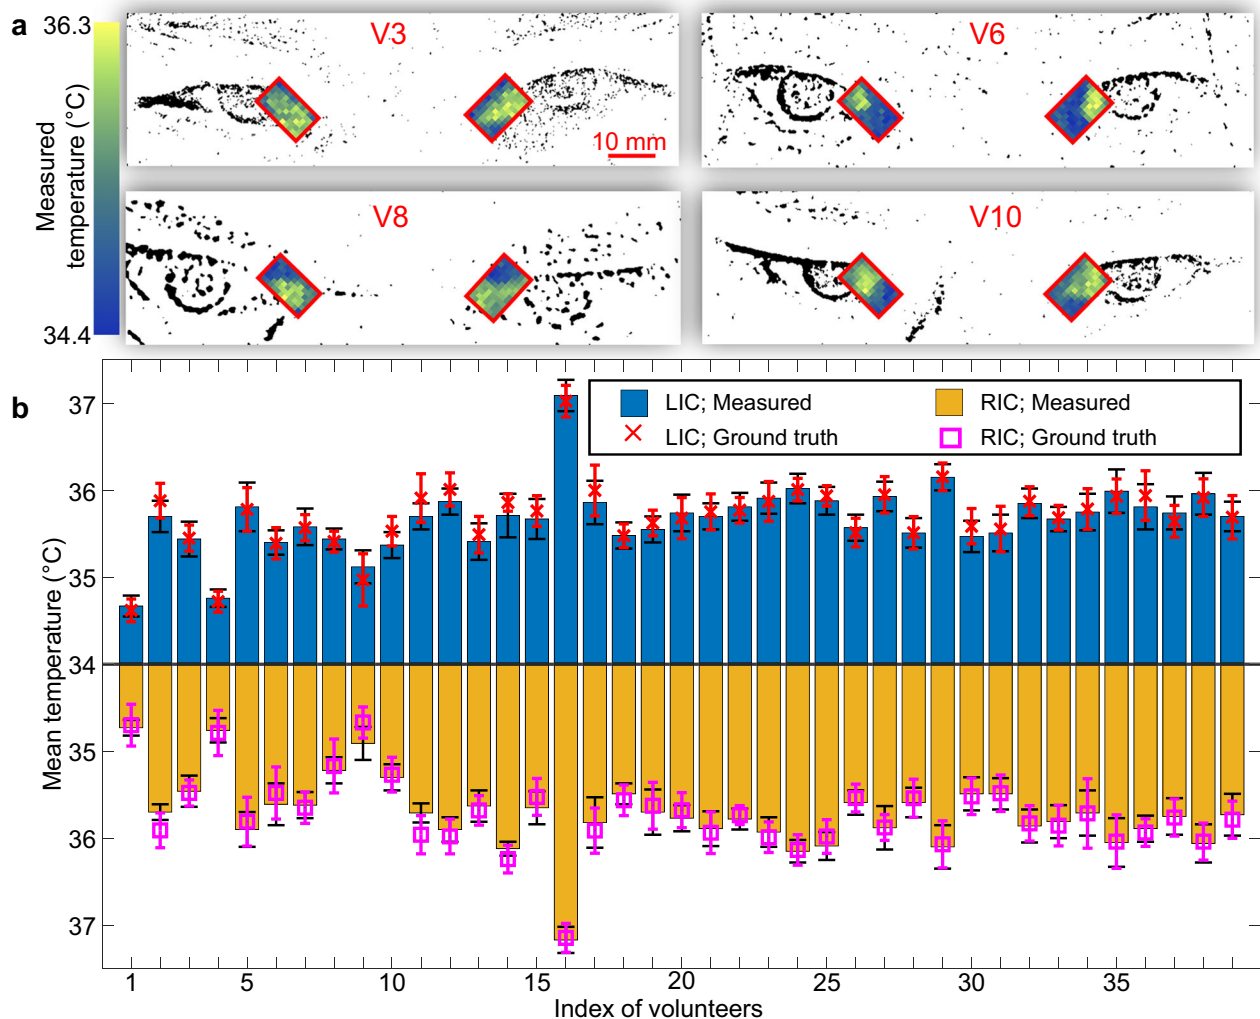 a
36.3
Measured
temperature (°C)
34.4
V3
10 mm
V6
V8
V10
b
LIC; Measured
RIC; Measured
LIC; Ground truth
RIC; Ground truth
Mean temperature (°C)
37
36
35
34
35
36
37
1
5
10
15
20
25
30
35
Index of volunteers